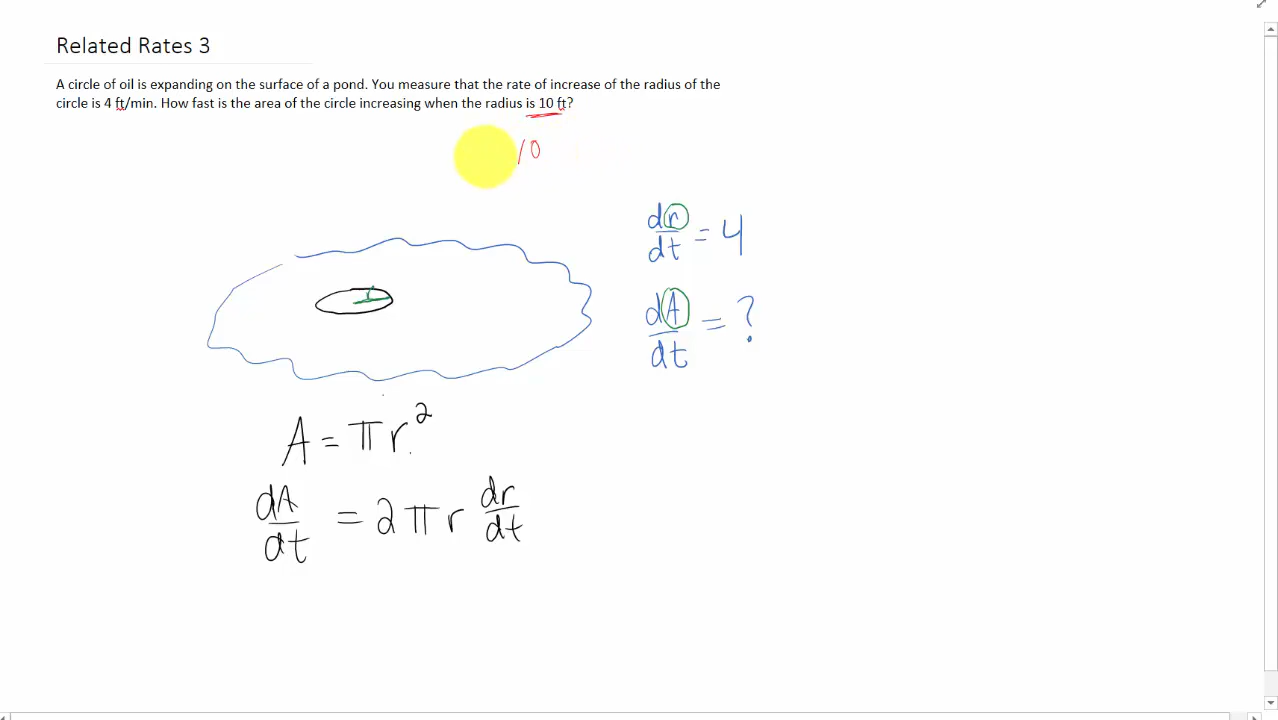 Related Rates 3
A circle of oil is expanding on the surface of a pond. You measure that the rate of increase of the radius of the
circle is 4 ft/min. How fast is the area of the circle increasing when the radius is 10 ft?
10
dr/dt = 4
r
dA/dt = ?
A = πr²
dA/dt = 2πr dr/dt